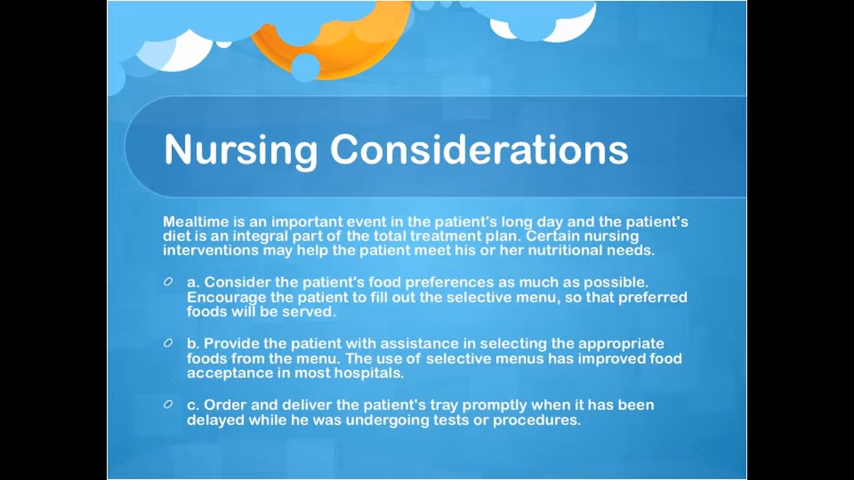 Nursing Considerations
Mealtime is an important event in the patient's long day and the patient's
diet is an integral part of the total treatment plan. Certain nursing
interventions may help the patient meet his or her nutritional needs.
a. Consider the patient's food preferences as much as possible.
Encourage the patient to fill out the selective menu, so that preferred
foods will be served.
b. Provide the patient with assistance in selecting the appropriate
foods from the menu. The use of selective menus has improved food
acceptance in most hospitals.
c. Order and deliver the patient's tray promptly when it has been
delayed while he was undergoing tests or procedures.